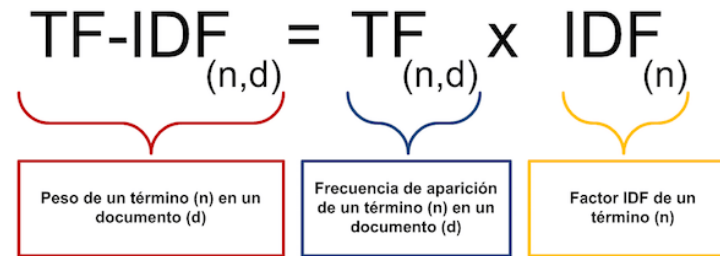 TF-IDF(n,d) = TF(n,d) x IDF(n)
Peso de un término (n) en un
documento (d)
Frecuencia de aparición
de un término (n) en un
documento (d)
Factor IDF de un
término (n)